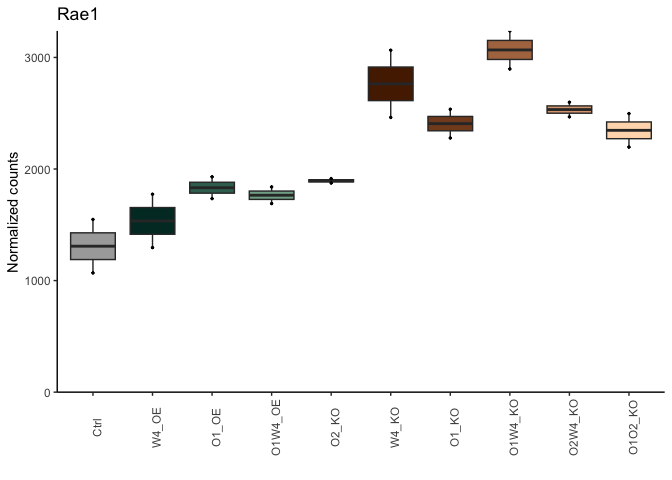 Rae1
Normalized counts
3000
2000
1000
0
Ctrl
W4_OE
O1_OE
O1W4_OE
O2_KO
W4_KO
O1_KO
O1W4_KO
O2W4_KO
O1O2_KO